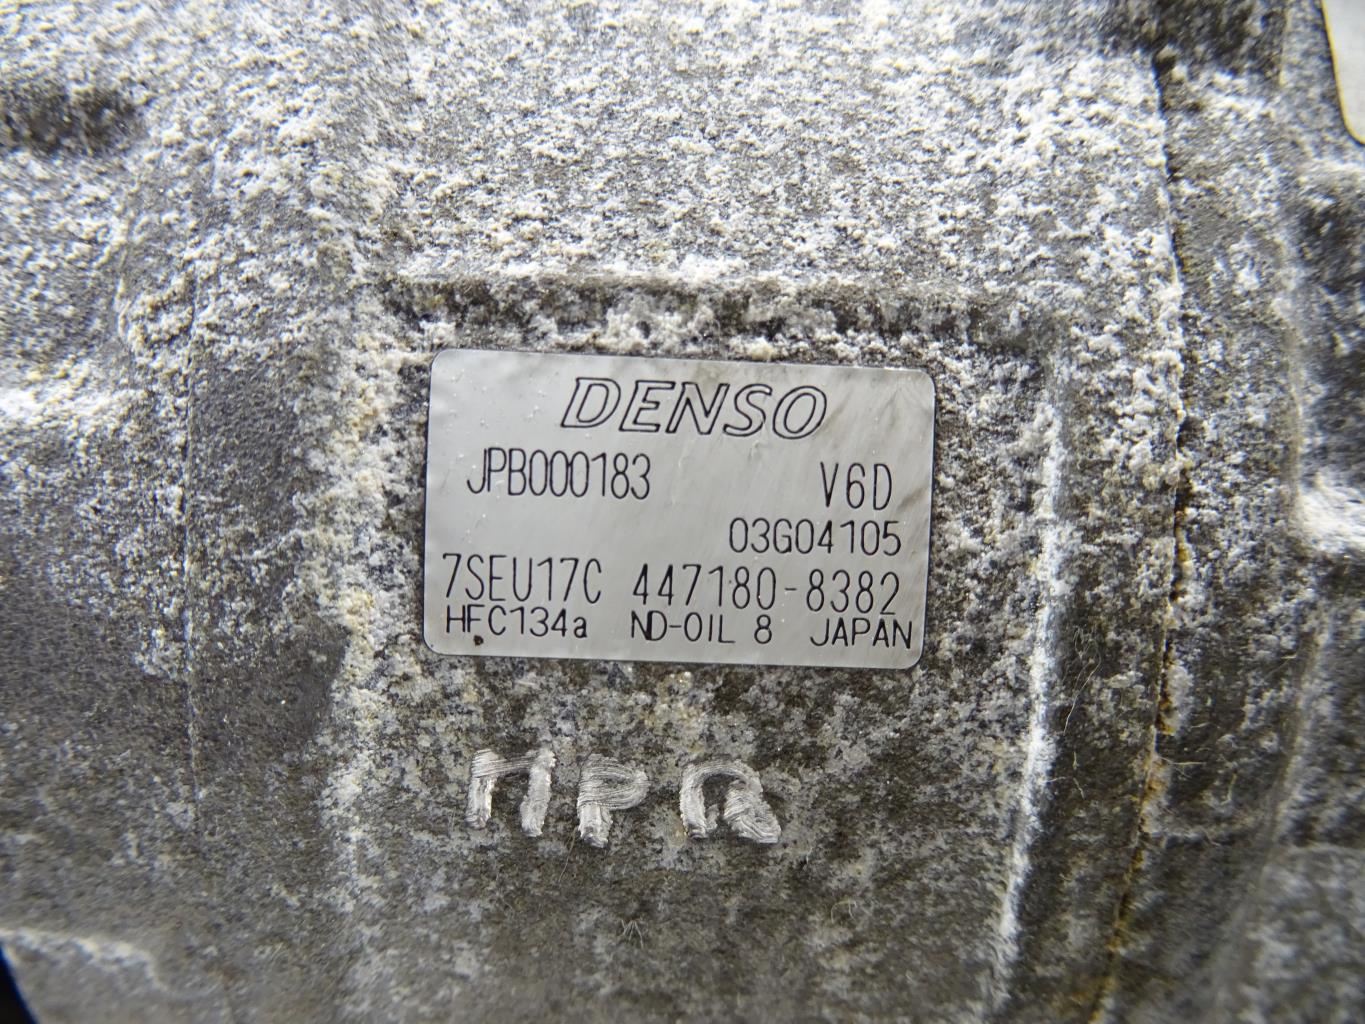 DENSO
JPB000183 V6D
03G04105
7SEU17C 447180-8382
HFC134a ND-OIL 8 JAPAN